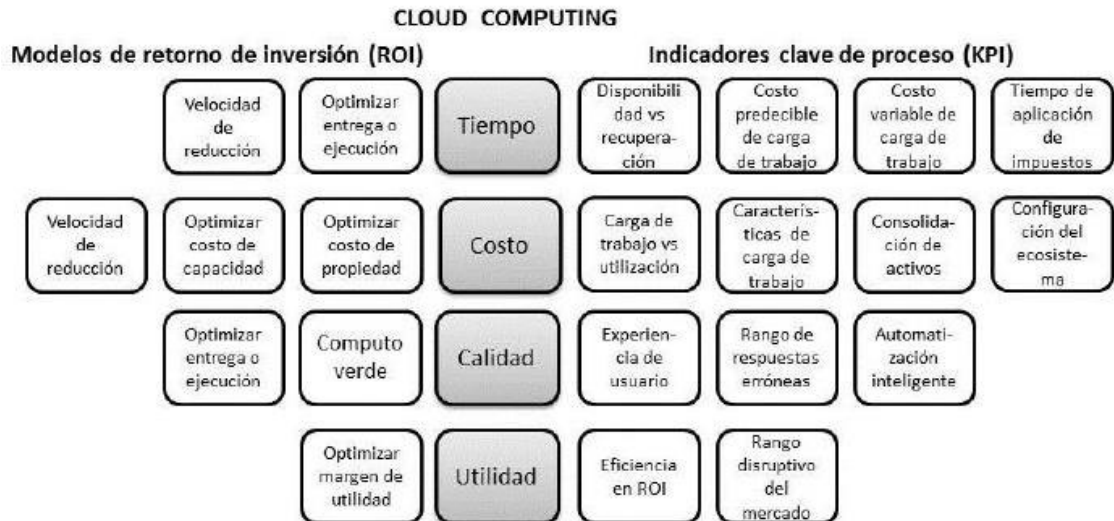 CLOUD COMPUTING
Modelos de retorno de inversión (ROI)
Indicadores clave de proceso (KPI)
Velocidad
de
reducción
Optimizar
entrega o
ejecución
Tiempo
Disponibili
dad vs
recupera-
ción
Costo
predecible
de carga
de trabajo
Costo
variable de
carga de
trabajo
Tiempo de
aplicación
de
impuestos
Velocidad
de
reducción
Optimizar
costo de
capacidad
Optimizar
costo de
propiedad
Costo
Carga de
trabajo vs
utilización
Caracterís-
ticas de
carga de
trabajo
Consolida-
ción de
activos
Configura-
ción del
ecosiste-
ma
Optimizar
entrega o
ejecución
Computo
verde
Calidad
Experien-
cia de
usuario
Rango de
respuestas
erróneas
Automati-
zación
inteligente
Optimizar
margen de
utilidad
Utilidad
Eficiencia
en ROI
Rango
disruptivo
del
mercado